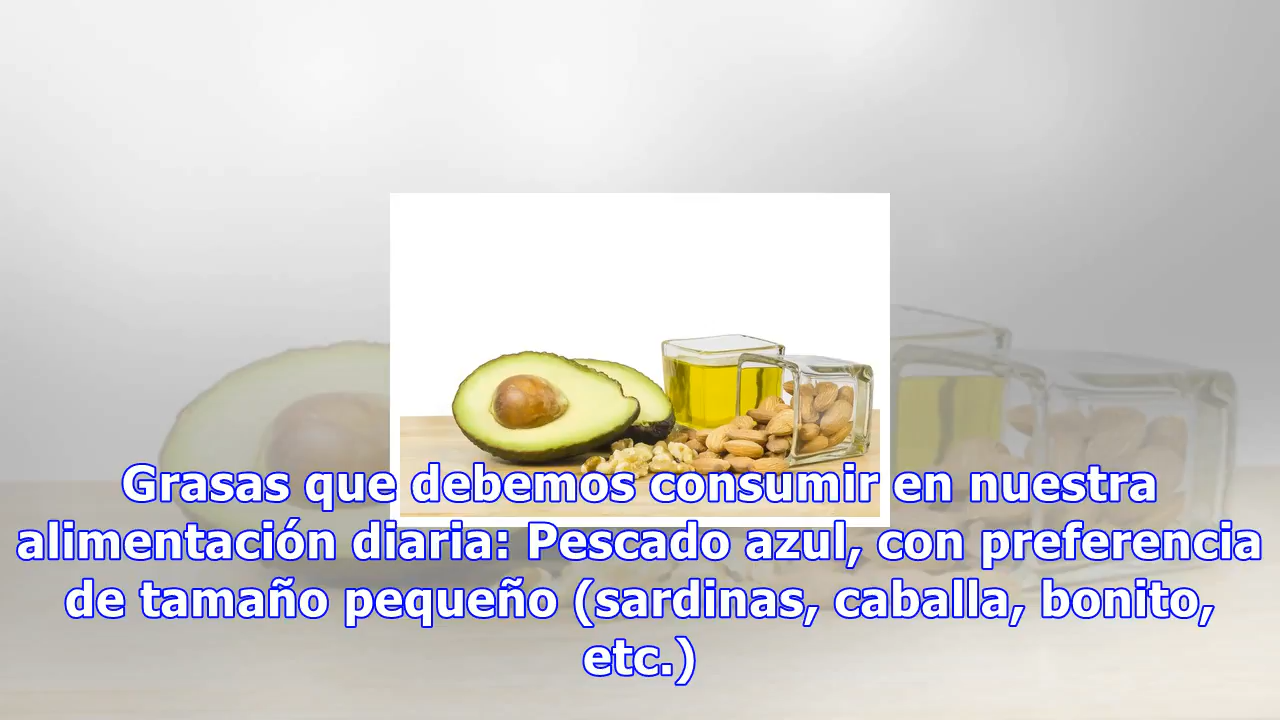 Grasas que debemos consumir en nuestra
alimentación diaria: Pescado azul, con preferencia
de tamaño pequeño (sardinas, caballa, bonito,
etc.)